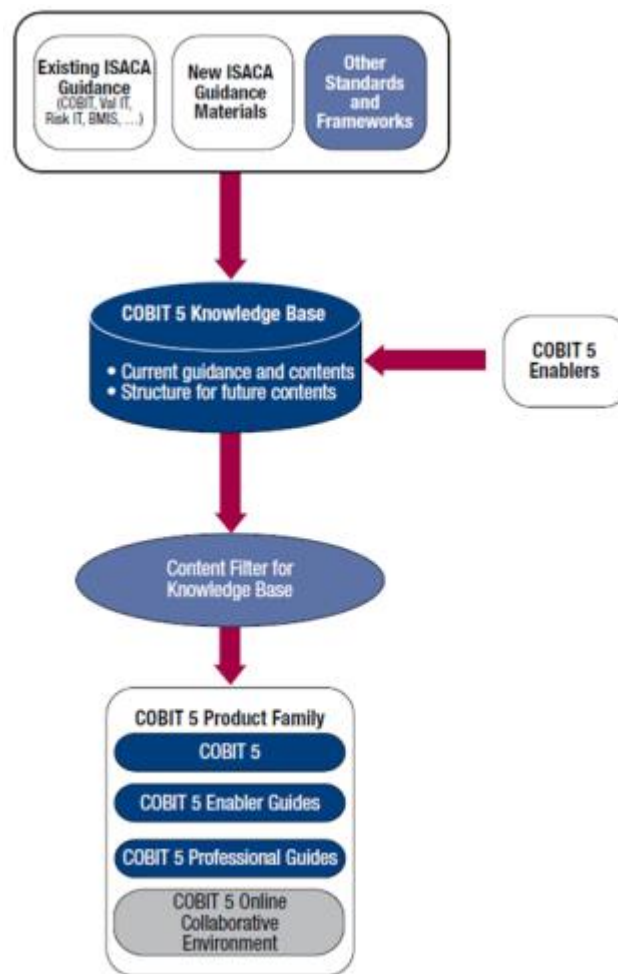 Existing ISACA
Guidance
(COBIT, Val IT,
Risk IT, BMIS, ...)
New ISACA
Guidance
Materials
Other
Standards
and
Frameworks
COBIT 5 Knowledge Base
• Current guidance and contents
• Structure for future contents
COBIT 5
Enablers
Content Filter for
Knowledge Base
COBIT 5 Product Family
COBIT 5
COBIT 5 Enabler Guides
COBIT 5 Professional Guides
COBIT 5 Online
Collaborative
Environment